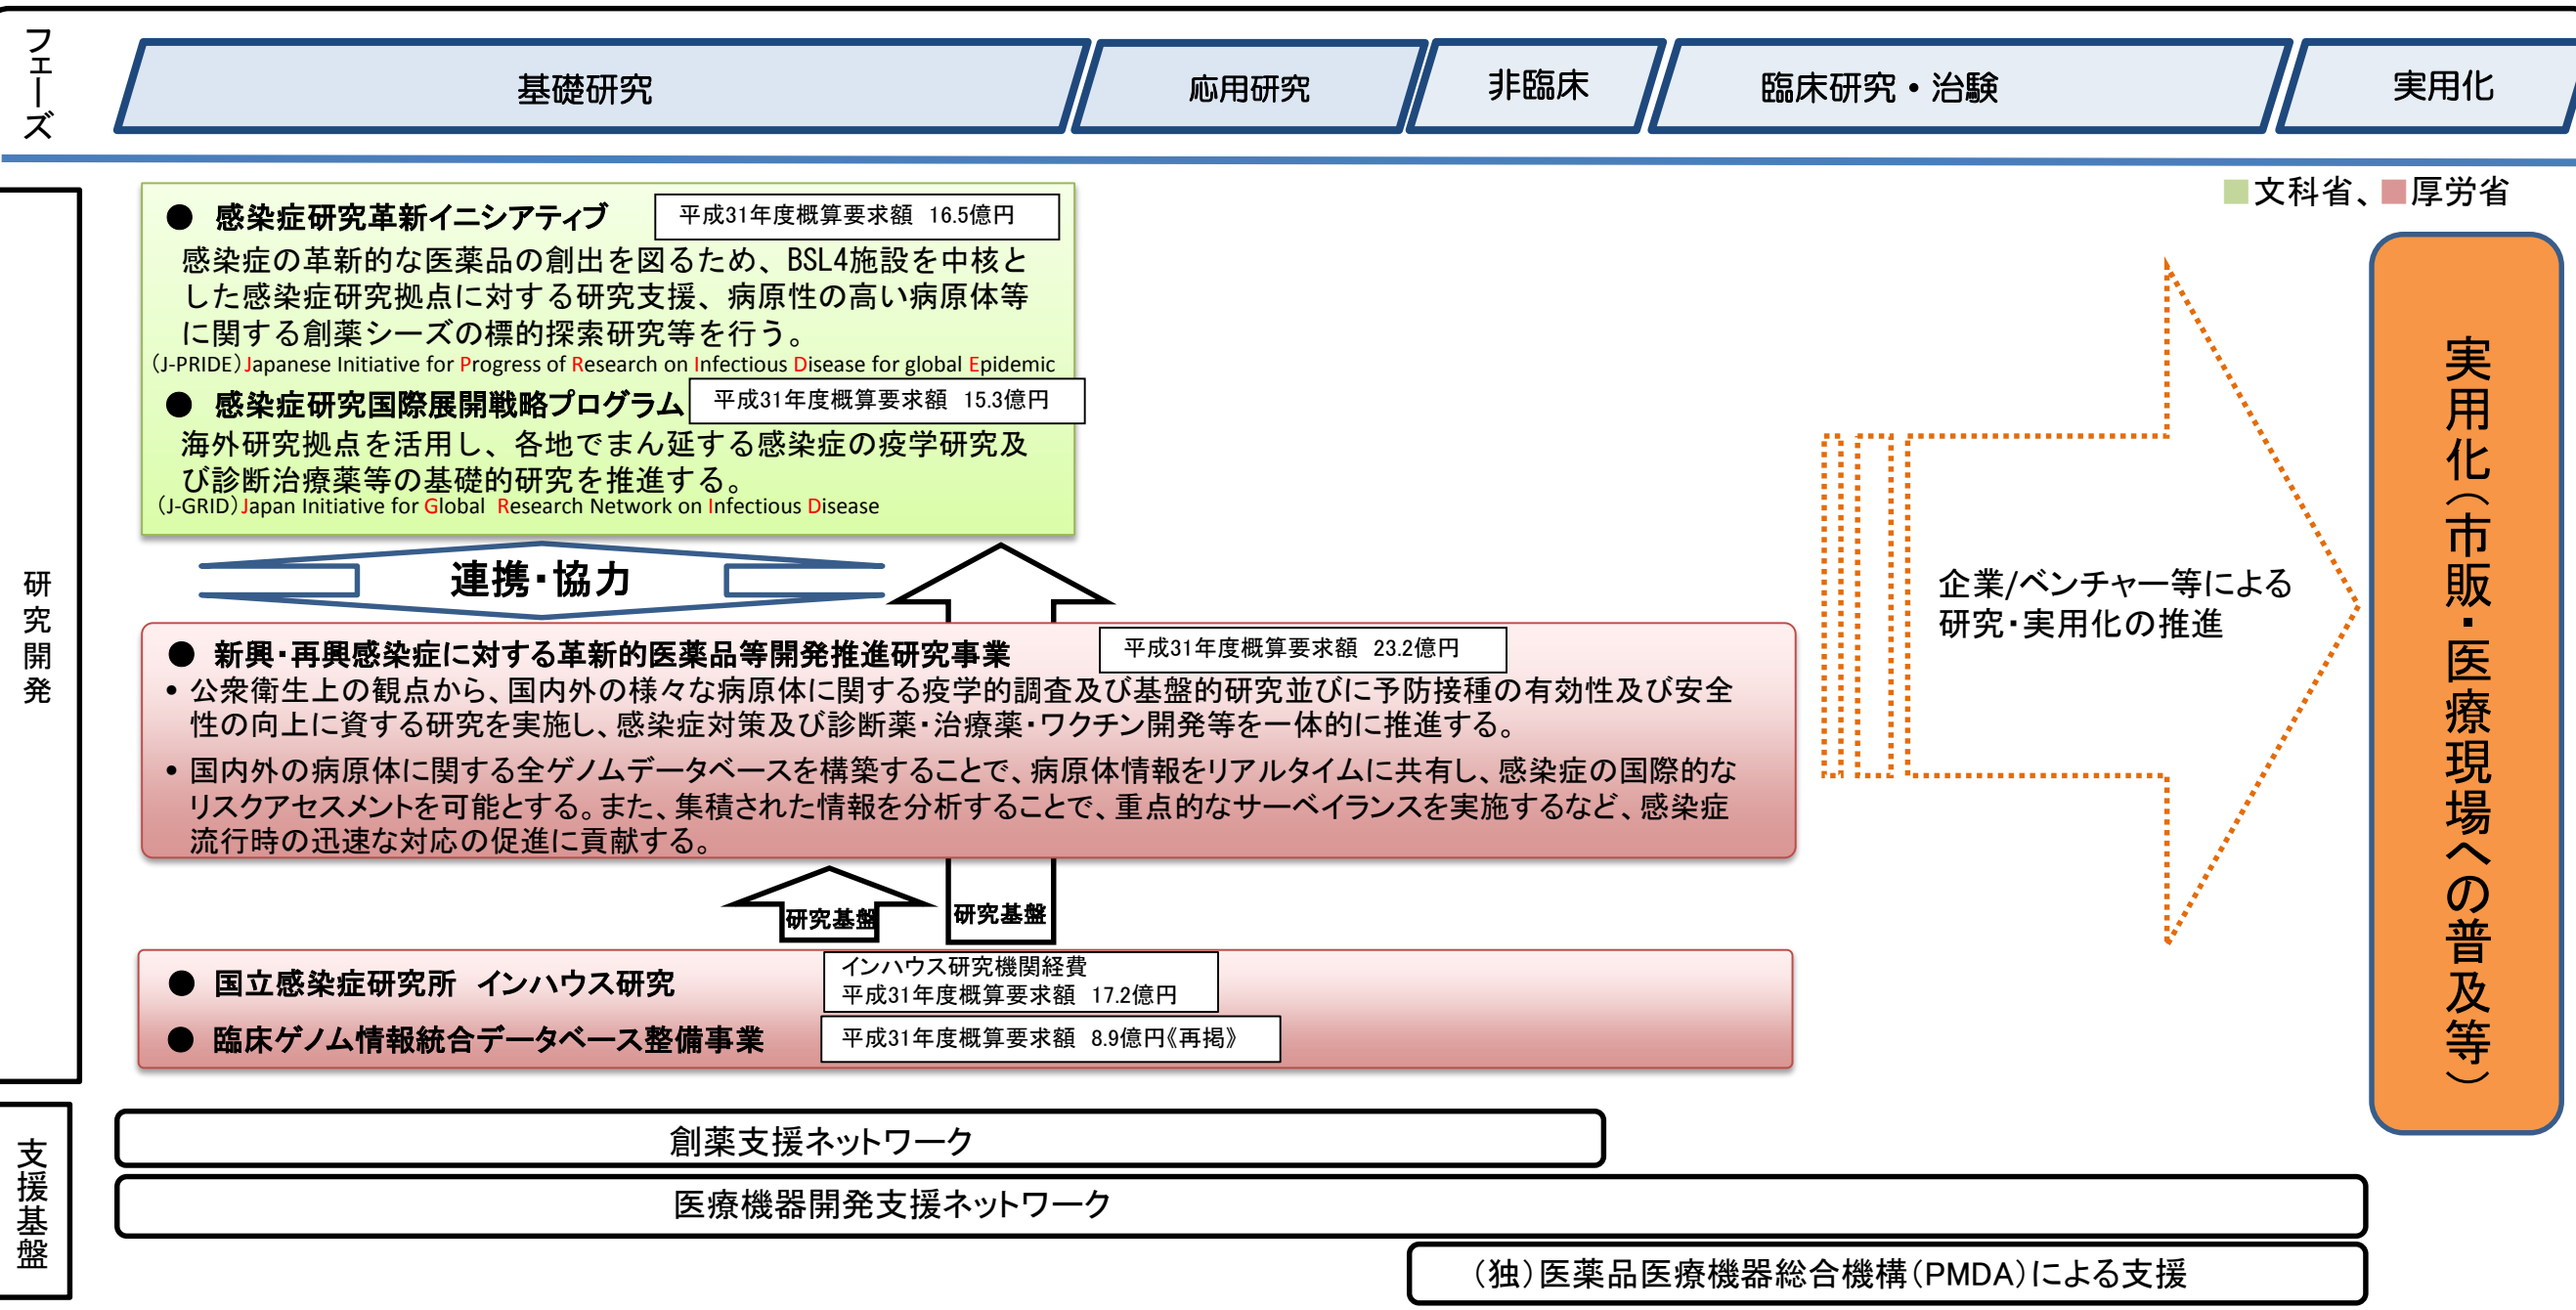 フェーズ
基礎研究
応用研究
非臨床
臨床研究・治験
実用化
■文科省、■厚労省
研究開発
● 感染症研究革新イニシアティブ
平成31年度概算要求額 16.5億円
感染症の革新的な医薬品の創出を図るため、BSL4施設を中核と
した感染症研究拠点に対する研究支援、病原性の高い病原体等
に関する創薬シーズの標的探索研究等を行う。
（J-PRIDE）Japanese Initiative for Progress of Research on Infectious Disease for global Epidemic
● 感染症研究国際展開戦略プログラム
平成31年度概算要求額 15.3億円
海外研究拠点を活用し、各地でまん延する感染症の疫学研究及
び診断治療薬等の基礎的研究を推進する。
（J-GRID）Japan Initiative for Global Research Network on Infectious Disease
連携・協力
● 新興・再興感染症に対する革新的医薬品等開発推進研究事業
平成31年度概算要求額 23.2億円
• 公衆衛生上の観点から、国内外の様々な病原体に関する疫学的調査及び基盤的研究並びに予防接種の有効性及び安全
性の向上に資する研究を実施し、感染症対策及び診断薬・治療薬・ワクチン開発等を一体的に推進する。
• 国内外の病原体に関する全ゲノムデータベースを構築することで、病原体情報をリアルタイムに共有し、感染症の国際的な
リスクアセスメントを可能とする。また、集積された情報を分析することで、重点的なサーベイランスを実施するなど、感染症
流行時の迅速な対応の促進に貢献する。
研究基盤
研究基盤
● 国立感染症研究所 インハウス研究
インハウス研究機関経費
平成31年度概算要求額 17.2億円
● 臨床ゲノム情報統合データベース整備事業
平成31年度概算要求額 8.9億円《再掲》
企業/ベンチャー等による
研究・実用化の推進
実用化（市販・医療現場への普及等）
支援基盤
創薬支援ネットワーク
医療機器開発支援ネットワーク
（独）医薬品医療機器総合機構（PMDA）による支援